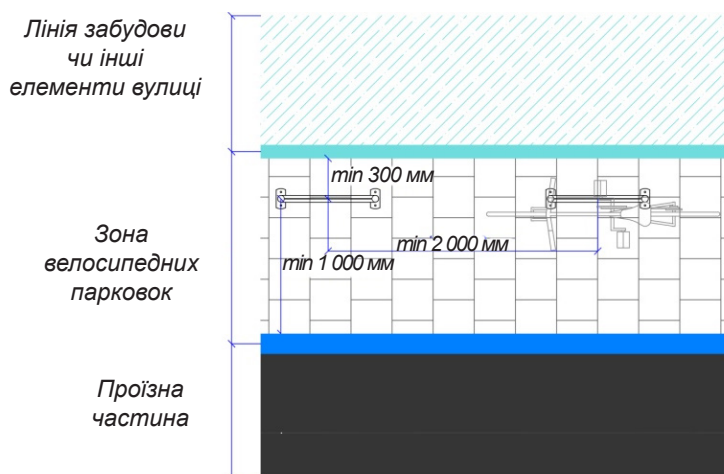 Лінія забудови
чи інші
елементи вулиці
min 300 мм
Зона
велосипедних
парковок
min 2 000 мм
min 1 000 мм
Проїзна
частина